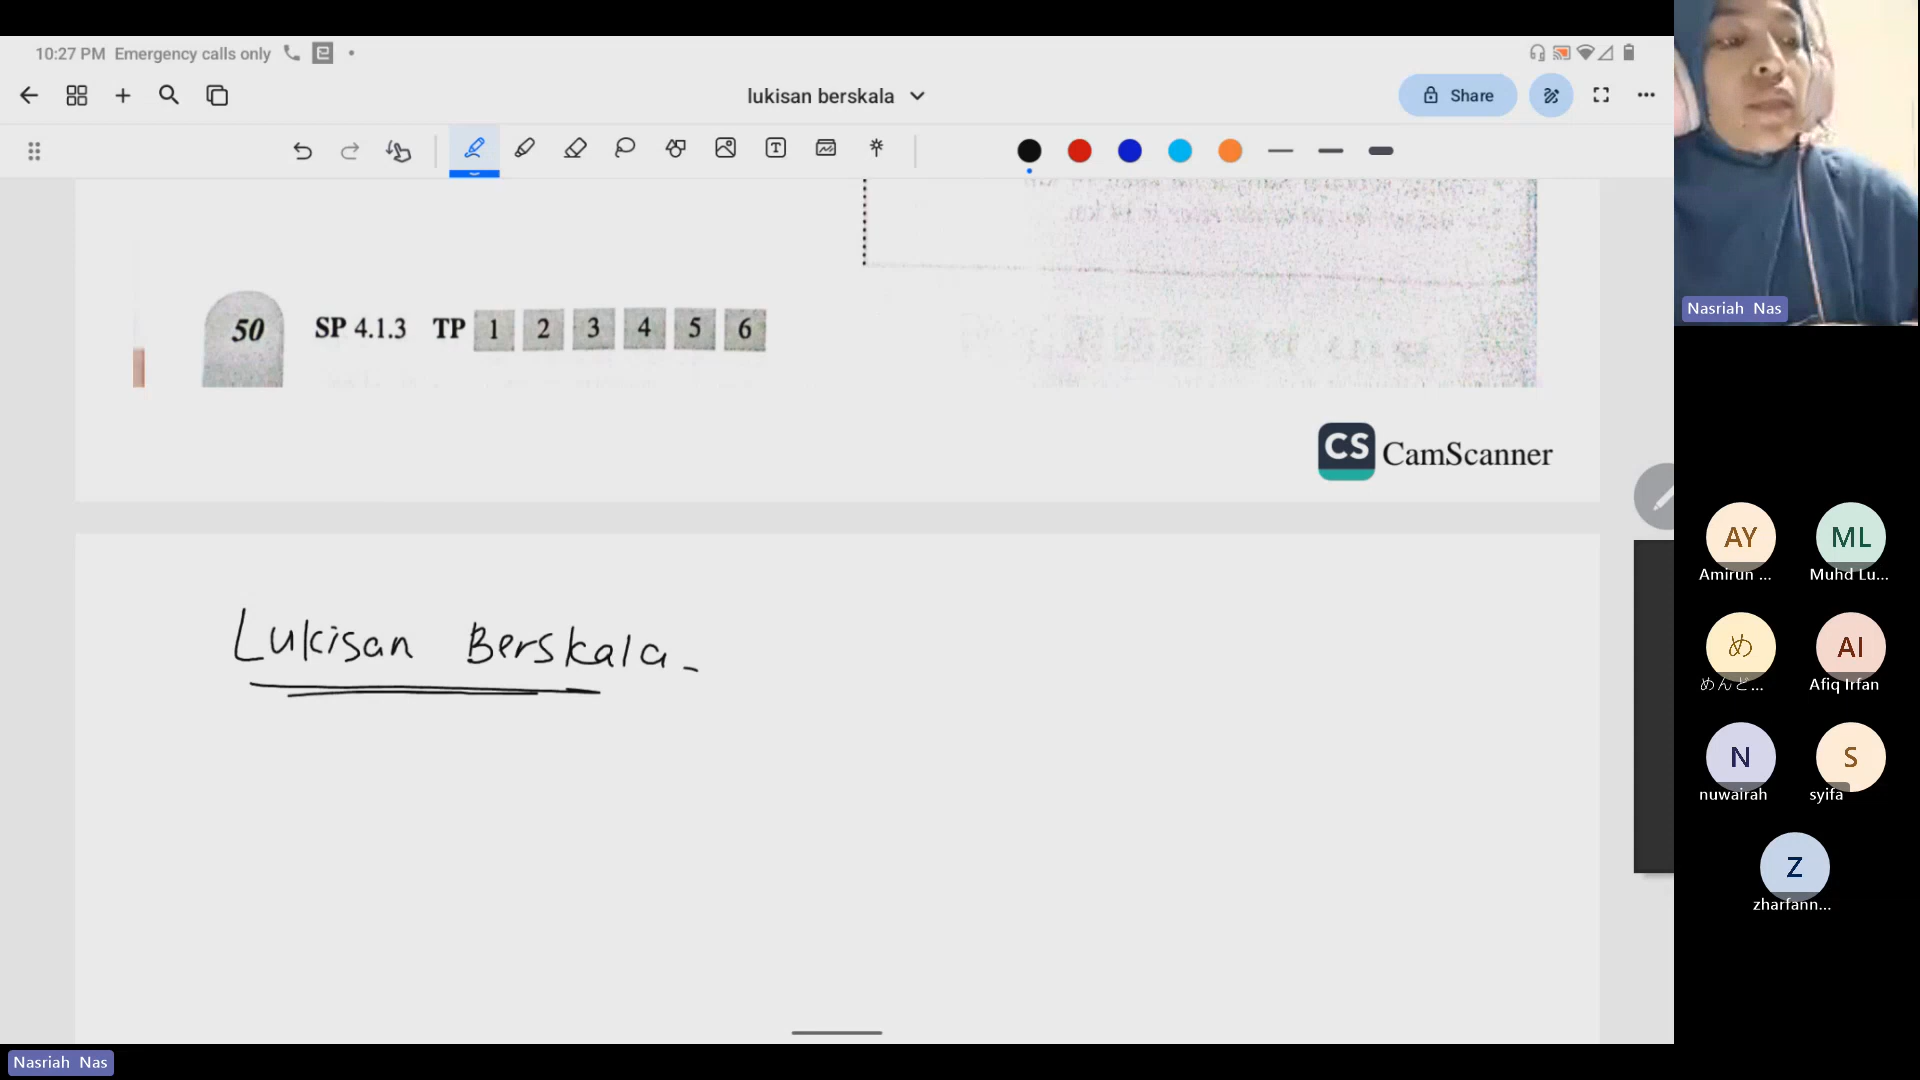 10:27 PM Emergency calls only
lukisan berskala
Share
50 SP 4.1.3 TP 1 2 3 4 5 6
CS CamScanner
Lukisan Berskala.
Nasriah Nas
AY ML
Amirun ... Muhd Lu...
め AI
めんど... Afiq Irfan
N S
nuwairah syifa
Z
zharfann...
Nasriah Nas